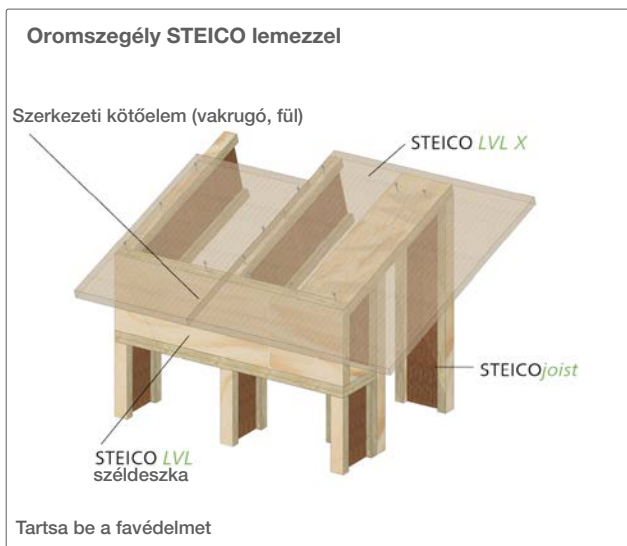 Oromszegély STEICO lemezzel
Szerkezeti kötőelem (vakrugó, fül)
STEICO LVL X
STEICOjoist
STEICO LVL
széldeszka
Tartsa be a favédelmet